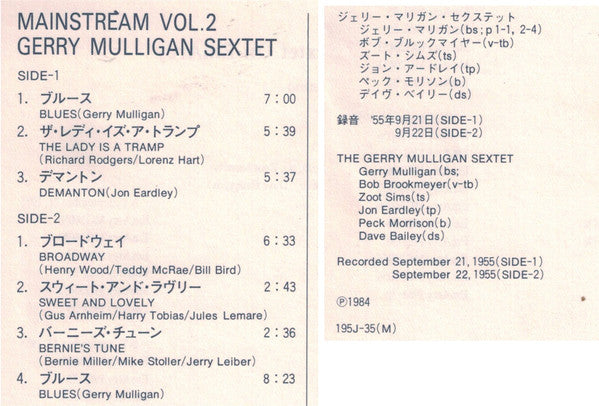 MAINSTREAM VOL.2
GERRY MULLIGAN SEXTET
SIDE-1
1. ブルース 7:00
BLUES(Gerry Mulligan)
2. ザ・レディ・イズ・ア・トランプ 5:39
THE LADY IS A TRAMP
(Richard Rodgers/Lorenz Hart)
3. デマントン 5:37
DEMANTON(Jon Eardley)
SIDE-2
1. ブロードウェイ 6:33
BROADWAY
(Henry Wood/Teddy McRae/Bill Bird)
2. スウィート・アンド・ラヴリー 2:43
SWEET AND LOVELY
(Gus Arnheim/Harry Tobias/Jules Lemare)
3. バーニーズ・チューン 2:36
BERNIE'S TUNE
(Bernie Miller/Mike Stoller/Jerry Leiber)
4. ブルース 8:23
BLUES(Gerry Mulligan)
ジェリー・マリガン・セクステット
ジェリー・マリガン(bs;p1-1, 2-4)
ボブ・ブルックマイヤー(v-tb)
ズート・シムズ(ts)
ジョン・アードレイ(tp)
ペック・モリソン(b)
デイヴ・ベイリー(ds)
録音 '55年9月21日(SIDE-1)
9月22日(SIDE-2)
THE GERRY MULLIGAN SEXTET
Gerry Mulligan(bs;
Bob Brookmeyer(v-tb)
Zoot Sims(ts)
Jon Eardley(tp)
Peck Morrison(b)
Dave Bailey(ds)
Recorded September 21, 1955(SIDE-1)
September 22, 1955(SIDE-2)
Ⓟ1984
195J-35(M)